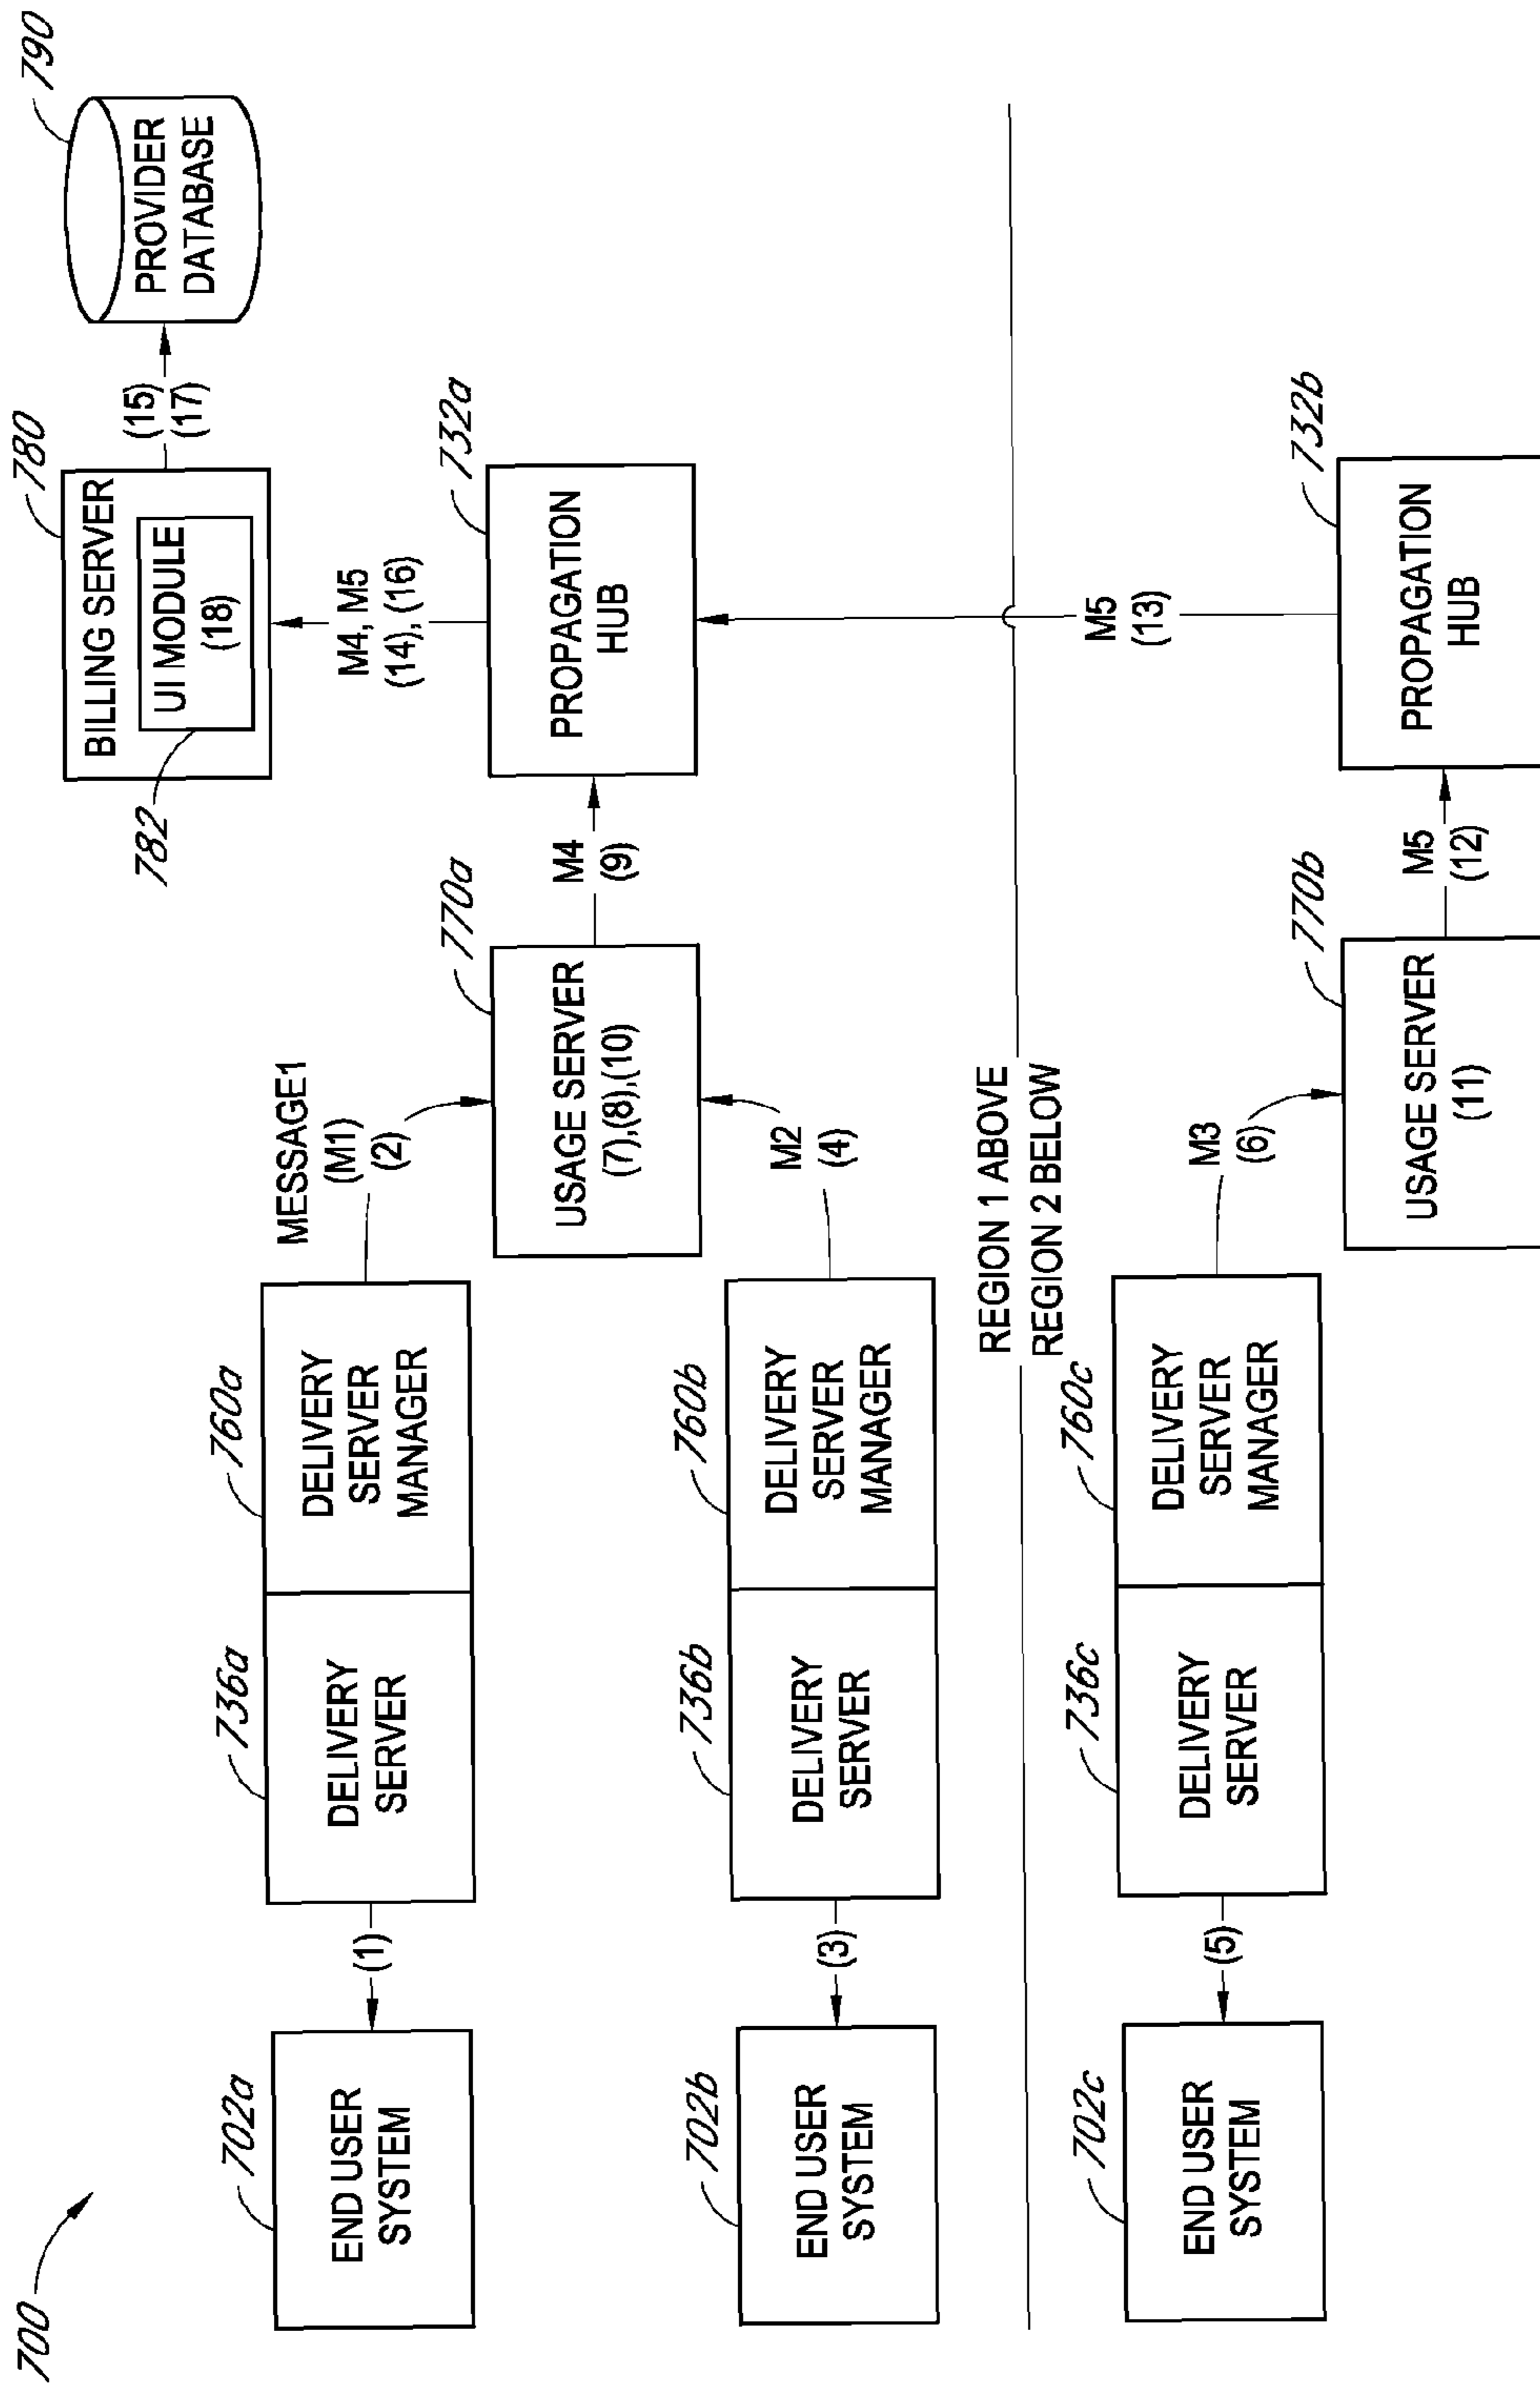 700
702a
END USER
SYSTEM
(1)
736a
DELIVERY
SERVER
760a
DELIVERY
SERVER
MANAGER
MESSAGE1
(M1)
(2)
702b
END USER
SYSTEM
(3)
736b
DELIVERY
SERVER
760b
DELIVERY
SERVER
MANAGER
M2
(4)
770a
USAGE SERVER
(7),(8),(10)
M4
(9)
732a
PROPAGATION
HUB
M4, M5
(14), (16)
780
BILLING SERVER
UI MODULE
(18)
782
(15)
(17)
790
PROVIDER
DATABASE
REGION 1 ABOVE
REGION 2 BELOW
702c
END USER
SYSTEM
(5)
736c
DELIVERY
SERVER
760c
DELIVERY
SERVER
MANAGER
M3
(6)
770b
USAGE SERVER
(11)
M5
(12)
732b
PROPAGATION
HUB
M5
(13)